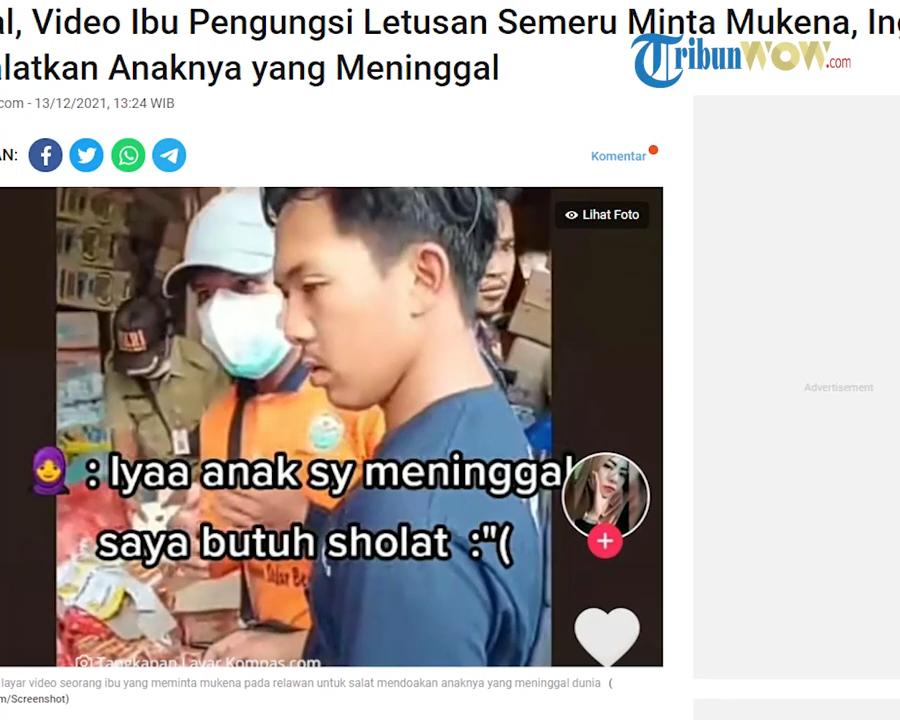 al, Video Ibu Pengungsi Letusan Semeru Minta Mukena, Ing
alatkan Anaknya yang Meninggal
TribunWOW.com
com - 13/12/2021, 13:24 WIB
AN:
Komentar
Lihat Foto
: Iyaa anak sy meninggal
saya butuh sholat :"(
Advertisement
Tangkapan Layar Kompas.com
layar video seorang ibu yang meminta mukena pada relawan untuk salat mendoakan anaknya yang meninggal dunia (
m/Screenshot)